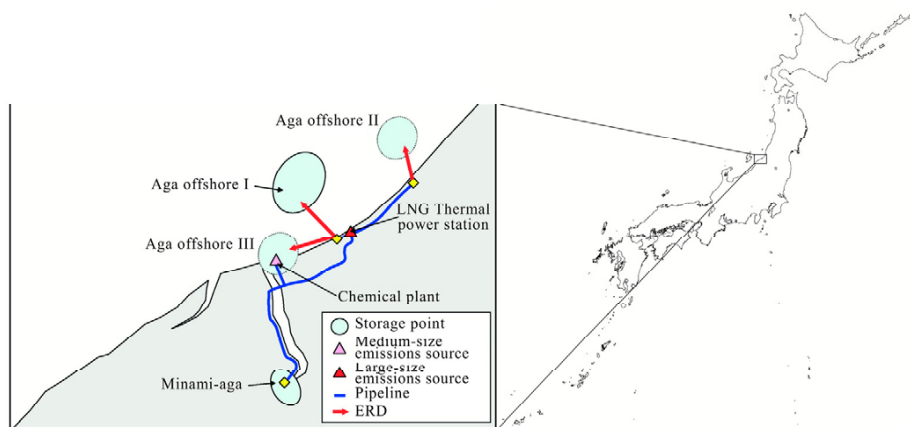 Aga offshore II
Aga offshore I
LNG Thermal
power station
Aga offshore III
Chemical plant
Storage point
Medium-size
emissions source
Large-size
emissions source
Minami-aga
Pipeline
ERD